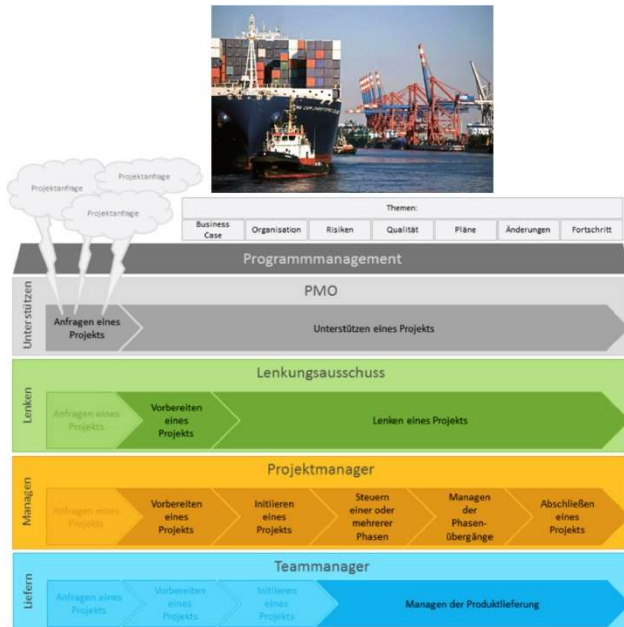 Projektanfrage
Projektanfrage
Projektanfrage
Themen:
Business
Case
Organisation
Risiken
Qualität
Pläne
Änderungen
Fortschritt
Programmmanagement
Unterstützen
PMO
Anfragen eines
Projekts
Unterstützen eines Projekts
Lenken
Lenkungsausschuss
Anfragen eines
Projekts
Vorbereiten
eines
Projekts
Lenken eines Projekts
Managen
Projektmanager
Anfragen eines
Projekts
Vorbereiten
eines
Projekts
Initiieren
eines
Projekts
Steuern
einer oder
mehrerer
Phasen
Managen
der
Phasen-
übergänge
Abschließen
eines
Projekts
Liefern
Teammanager
Anfragen eines
Projekts
Vorbereiten
eines
Projekts
Initiieren
eines
Projekts
Managen der Produktlieferung